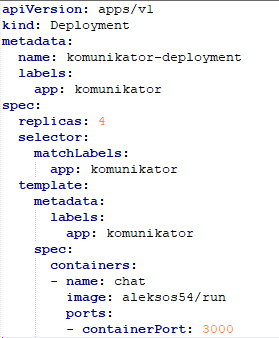 apiVersion: apps/v1
kind: Deployment
metadata:
  name: komunikator-deployment
  labels:
    app: komunikator
spec:
  replicas: 4
  selector:
    matchLabels:
      app: komunikator
  template:
    metadata:
      labels:
        app: komunikator
    spec:
      containers:
      - name: chat
        image: aleksos54/run
        ports:
        - containerPort: 3000